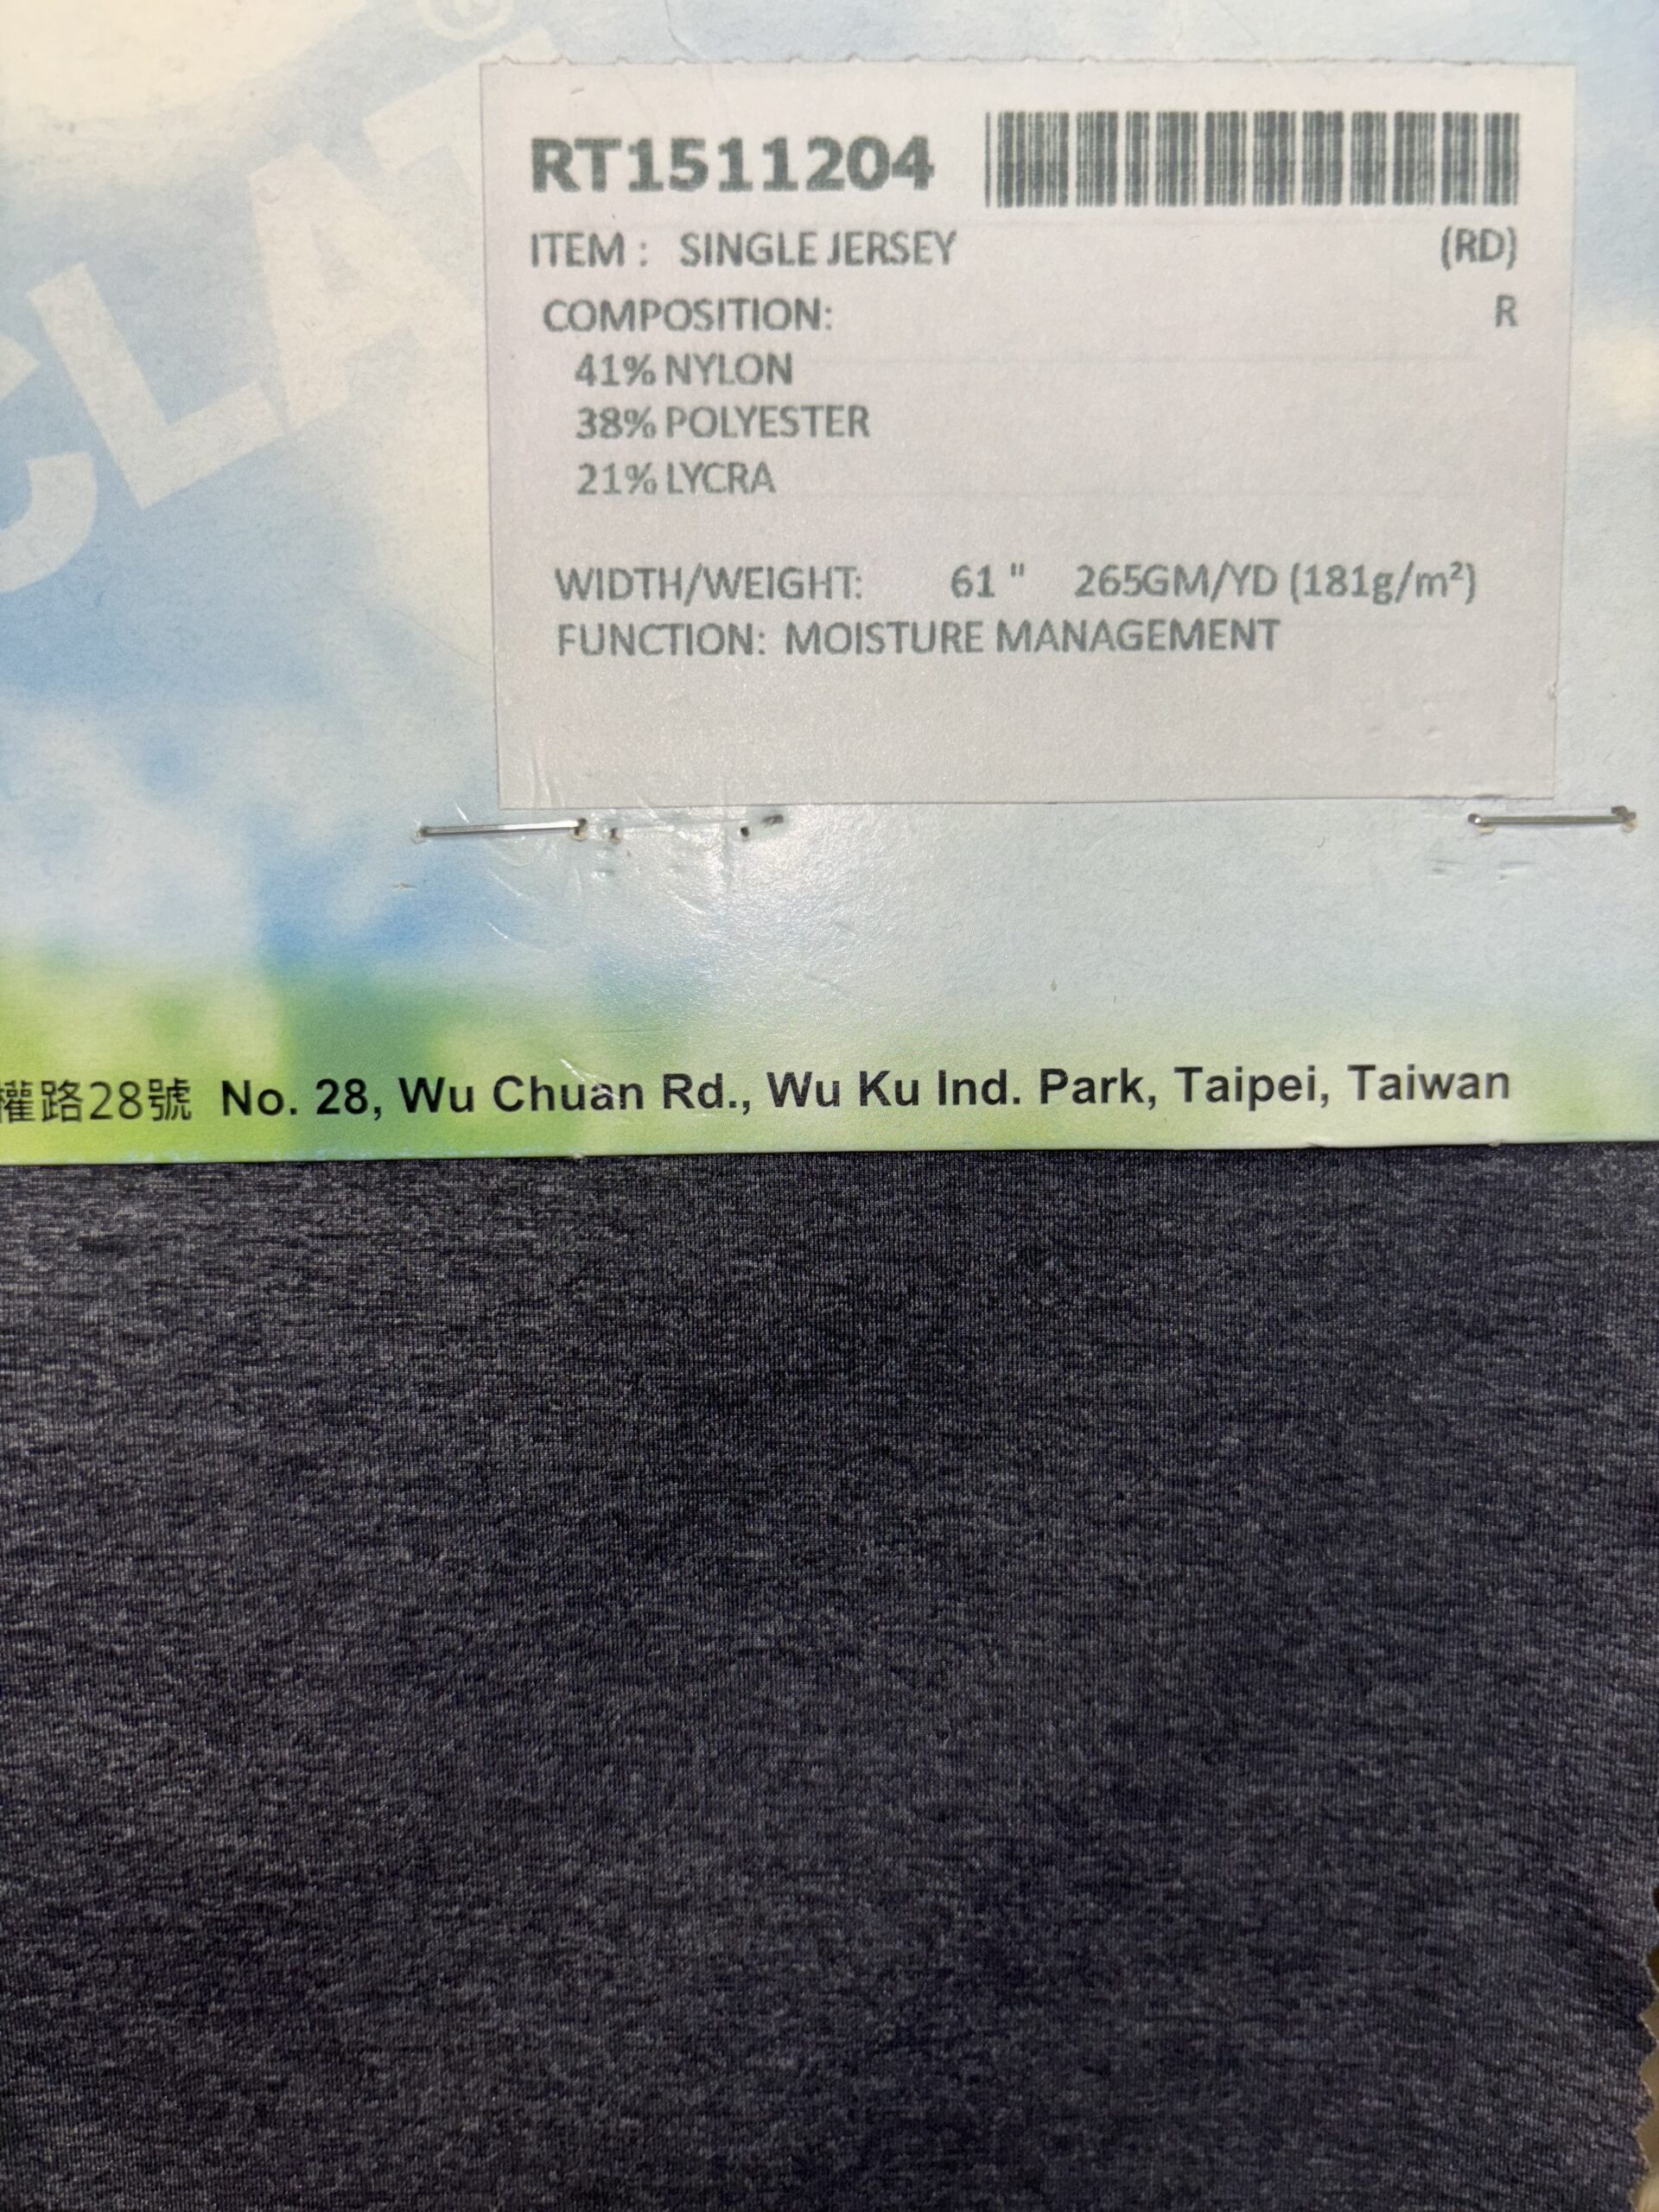 CLAT
RT1511204
ITEM : SINGLE JERSEY (RD)
COMPOSITION: R
41% NYLON
38% POLYESTER
21% LYCRA
WIDTH/WEIGHT: 61 " 265GM/YD (181g/m²)
FUNCTION: MOISTURE MANAGEMENT
權路28號 No. 28, Wu Chuan Rd., Wu Ku Ind. Park, Taipei, Taiwan